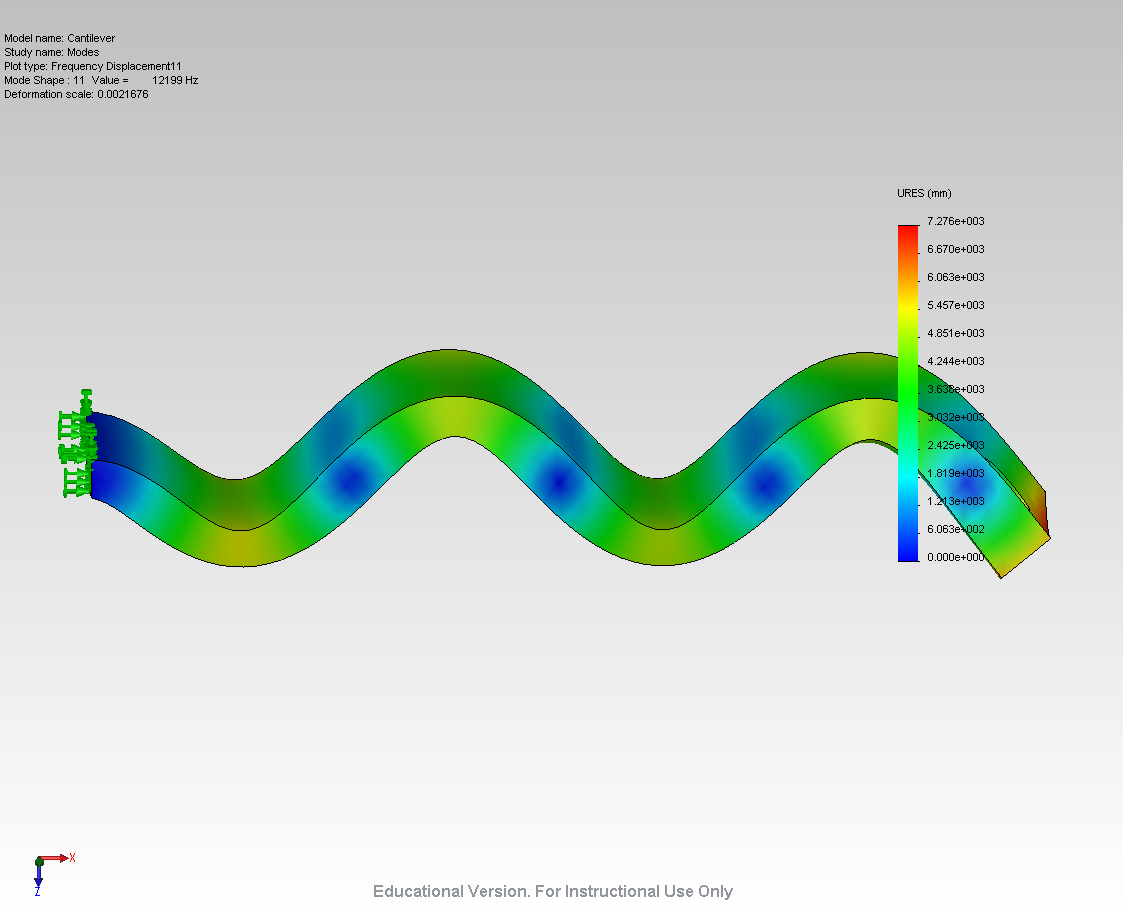 Model name: Cantilever
Study name: Modes
Plot type: Frequency Displacement11
Mode Shape : 11 Value = 12199 Hz
Deformation scale: 0.0021676
URES (mm)
7.276e+003
6.670e+003
6.063e+003
5.457e+003
4.851e+003
4.244e+003
3.638e+003
3.032e+003
2.425e+003
1.819e+003
1.213e+003
6.063e+002
0.000e+000
X
Z
Educational Version. For Instructional Use Only